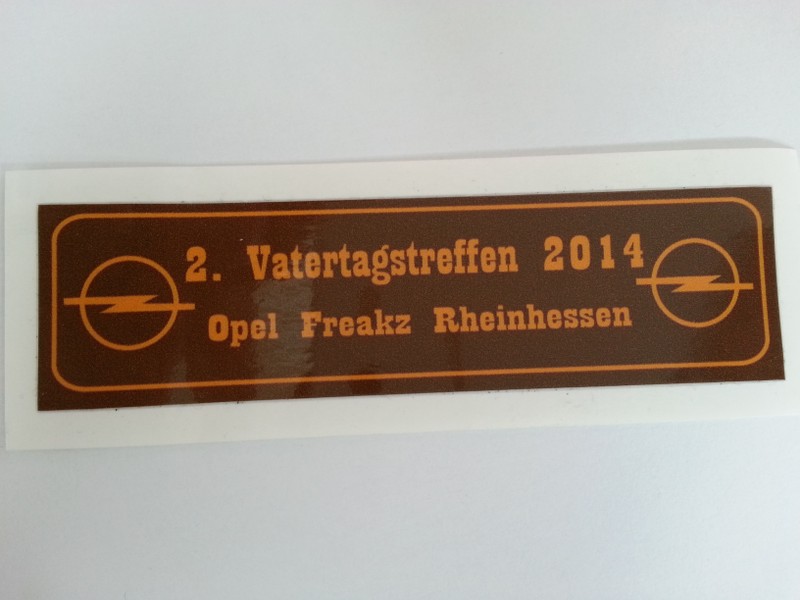 2. Vatertagstreffen 2014
Opel Freakz Rheinhessen